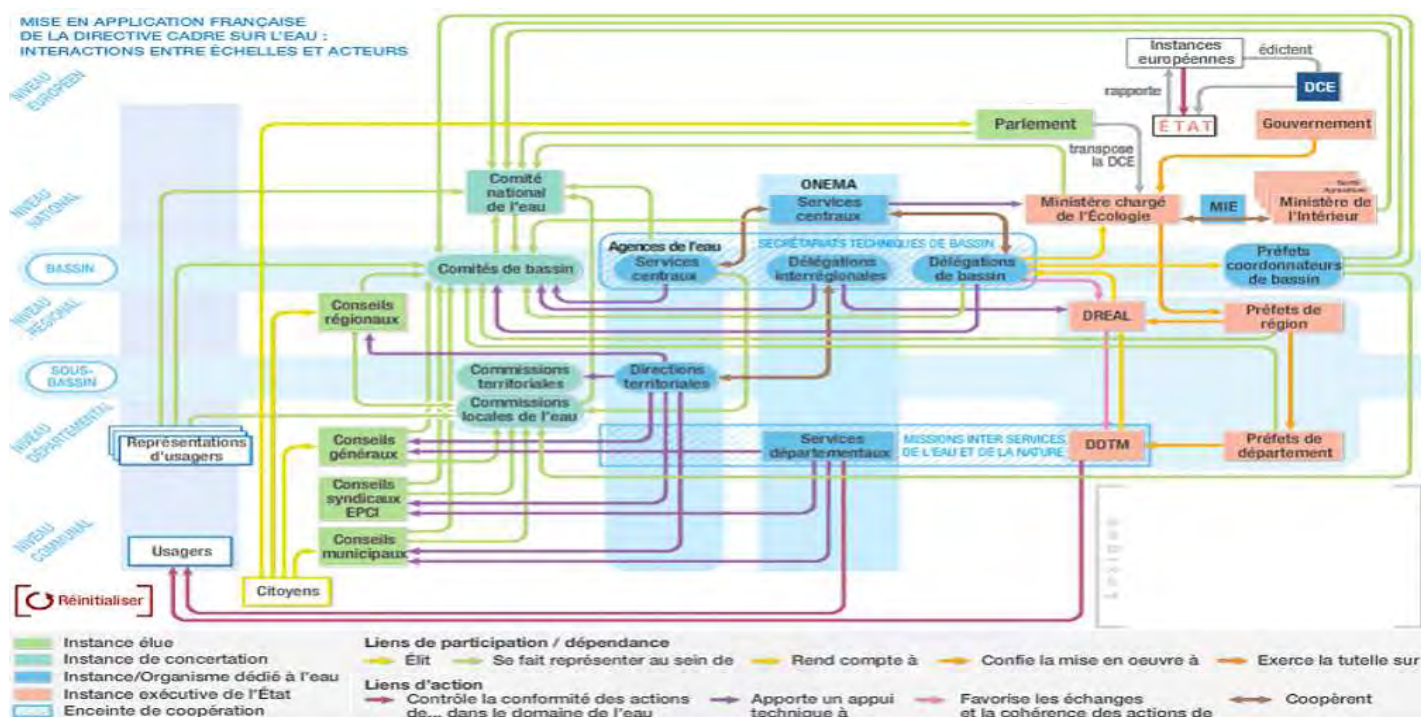 MISE EN APPLICATION FRANÇAISE
DE LA DIRECTIVE CADRE SUR L'EAU :
INTERACTIONS ENTRE ÉCHELLES ET ACTEURS
NIVEAU
EUROPÉEN
Instances
européennes
édictent
DCE
rapporte
ÉTAT
Parlement
Gouvernement
transpose
la DCE
NIVEAU
NATIONAL
Comité
national
de l'eau
ONEMA
Services
centraux
Ministère chargé
de l'Écologie
MIE
Santé
Agriculture
Ministère de
l'Intérieur
BASSIN
Comités de bassin
Agences de l'eau
Services
centraux
SECRÉTARIATS TECHNIQUES DE BASSIN
Délégations
interrégionales
Délégations
de bassin
Préfets
coordonnateurs
de bassin
NIVEAU
RÉGIONAL
Conseils
régionaux
DREAL
Préfets de
région
SOUS-
BASSIN
Commissions
territoriales
Directions
territoriales
Commissions
locales de l'eau
NIVEAU
DÉPARTEMENTAL
Représentations
d'usagers
Conseils
généraux
Services
départementaux
MISSIONS INTER SERVICES
DE L'EAU ET DE LA NATURE
DDTM
Préfets de
département
Conseils
syndicaux
EPCI
NIVEAU
COMMUNAL
Usagers
Conseils
municipaux
Citoyens
Réinitialiser
Instance élue
Instance de concertation
Instance/Organisme dédié à l'eau
Instance exécutive de l'État
Enceinte de coopération
Liens de participation / dépendance
Élit
Se fait représenter au sein de
Rend compte à
Confie la mise en oeuvre à
Exerce la tutelle sur
Liens d'action
Contrôle la conformité des actions
de... dans le domaine de l'eau
Apporte un appui
technique à
Favorise les échanges
et la cohérence des actions de
Coopèrent